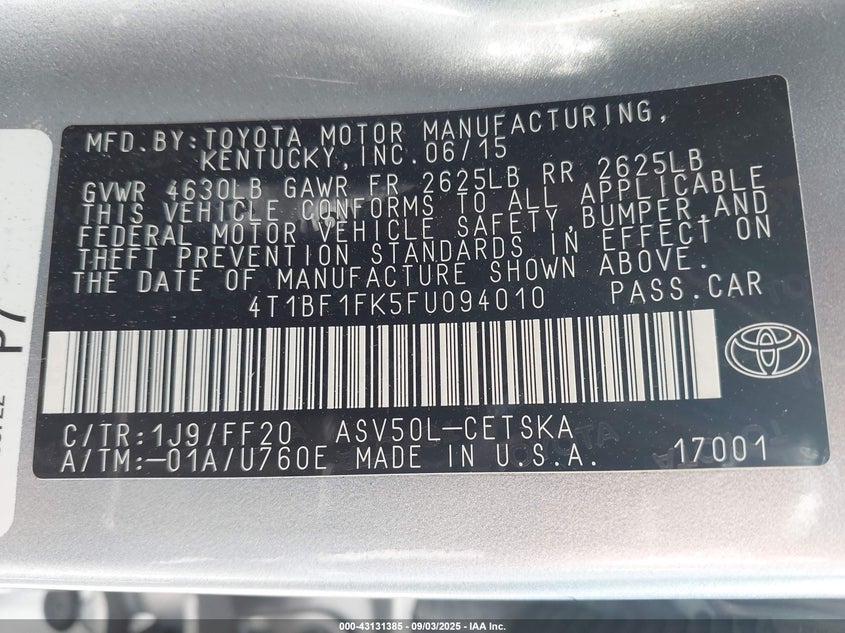 MFD.BY:TOYOTA MOTOR MANUFACTURING,
KENTUCKY,INC.06/15
GVWR 4630LB GAWR FR 2625LB RR 2625LB
THIS VEHICLE CONFORMS TO ALL APPLICABLE
FEDERAL MOTOR VEHICLE SAFETY,BUMPER,AND
THEFT PREVENTION STANDARDS IN EFFECT ON
THE DATE OF MANUFACTURE SHOWN ABOVE.
4T1BF1FK5FU094010 PASS.CAR
C/TR:1J9/FF20 ASV50L-CETSKA
A/TM:-01A/U760E MADE IN U.S.A. 17001
000-43131385 - 09/03/2025 - IAA Inc.